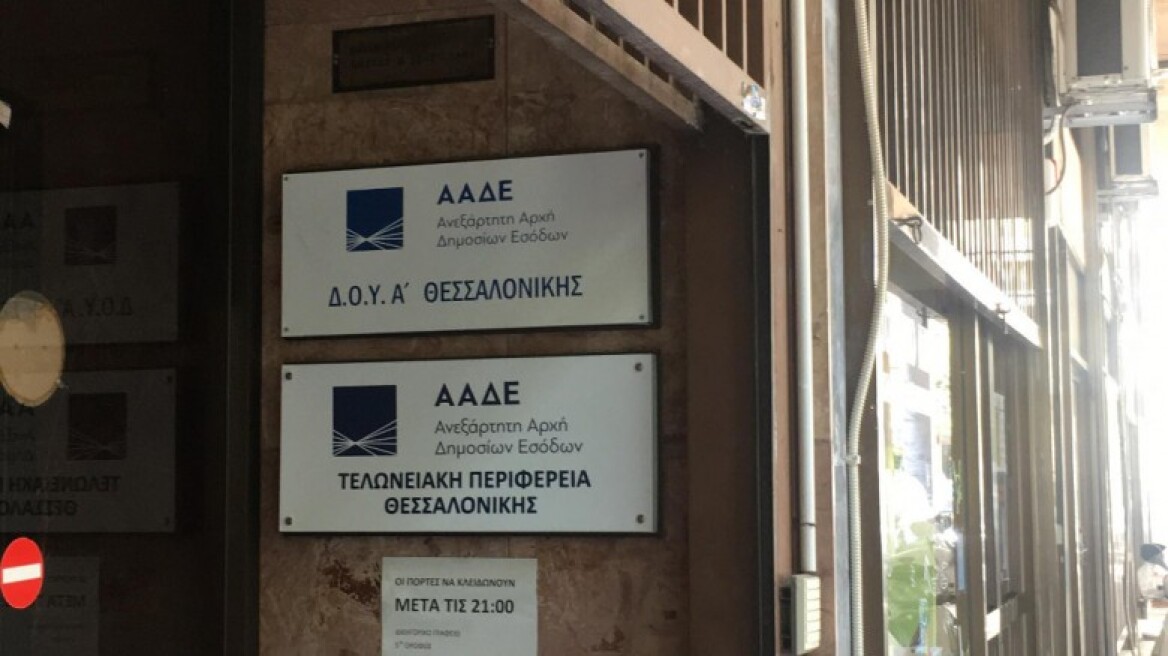 ΑΑΔΕ
Ανεξάρτητη Αρχή
Δημοσίων Εσόδων
Δ.Ο.Υ. Α΄ ΘΕΣΣΑΛΟΝΙΚΗΣ
ΑΑΔΕ
Ανεξάρτητη Αρχή
Δημοσίων Εσόδων
ΤΕΛΩΝΕΙΑΚΗ ΠΕΡΙΦΕΡΕΙΑ
ΘΕΣΣΑΛΟΝΙΚΗΣ
ΟΙ ΠΟΡΤΕΣ ΝΑ ΚΛΕΙΔΩΝΟΥΝ
ΜΕΤΑ ΤΙΣ 21:00